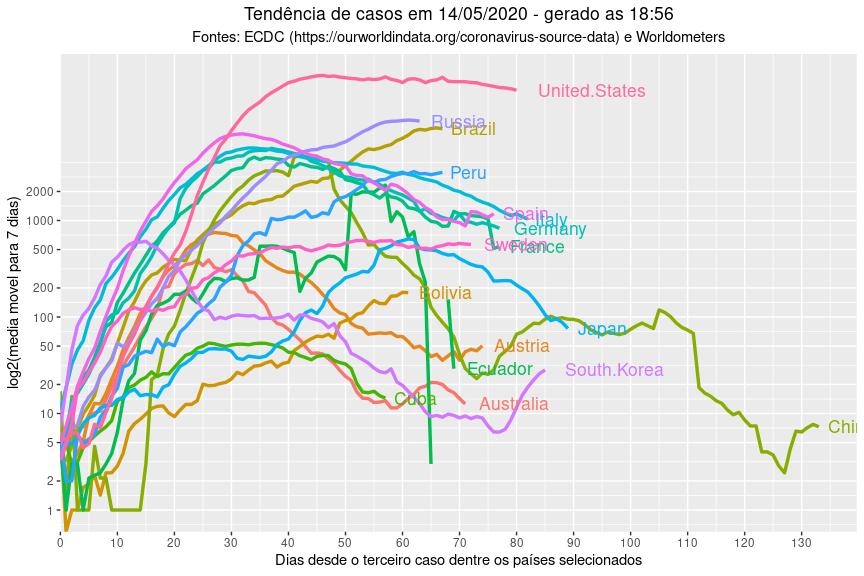 Tendência de casos em 14/05/2020 - gerado as 18:56
Fontes: ECDC (https://ourworldindata.org/coronavirus-source-data) e Worldometers
log2(media movel para 7 dias)
2000
1000
500
200
100
50
20
10
5
2
1
United.States
Russia
Brazil
Peru
Spain
Italy
Germany
Sweden
France
Bolivia
Japan
Austria
Ecuador
South.Korea
Cuba
Australia
Chi
0 10 20 30 40 50 60 70 80 90 100 110 120 130
Dias desde o terceiro caso dentre os países selecionados